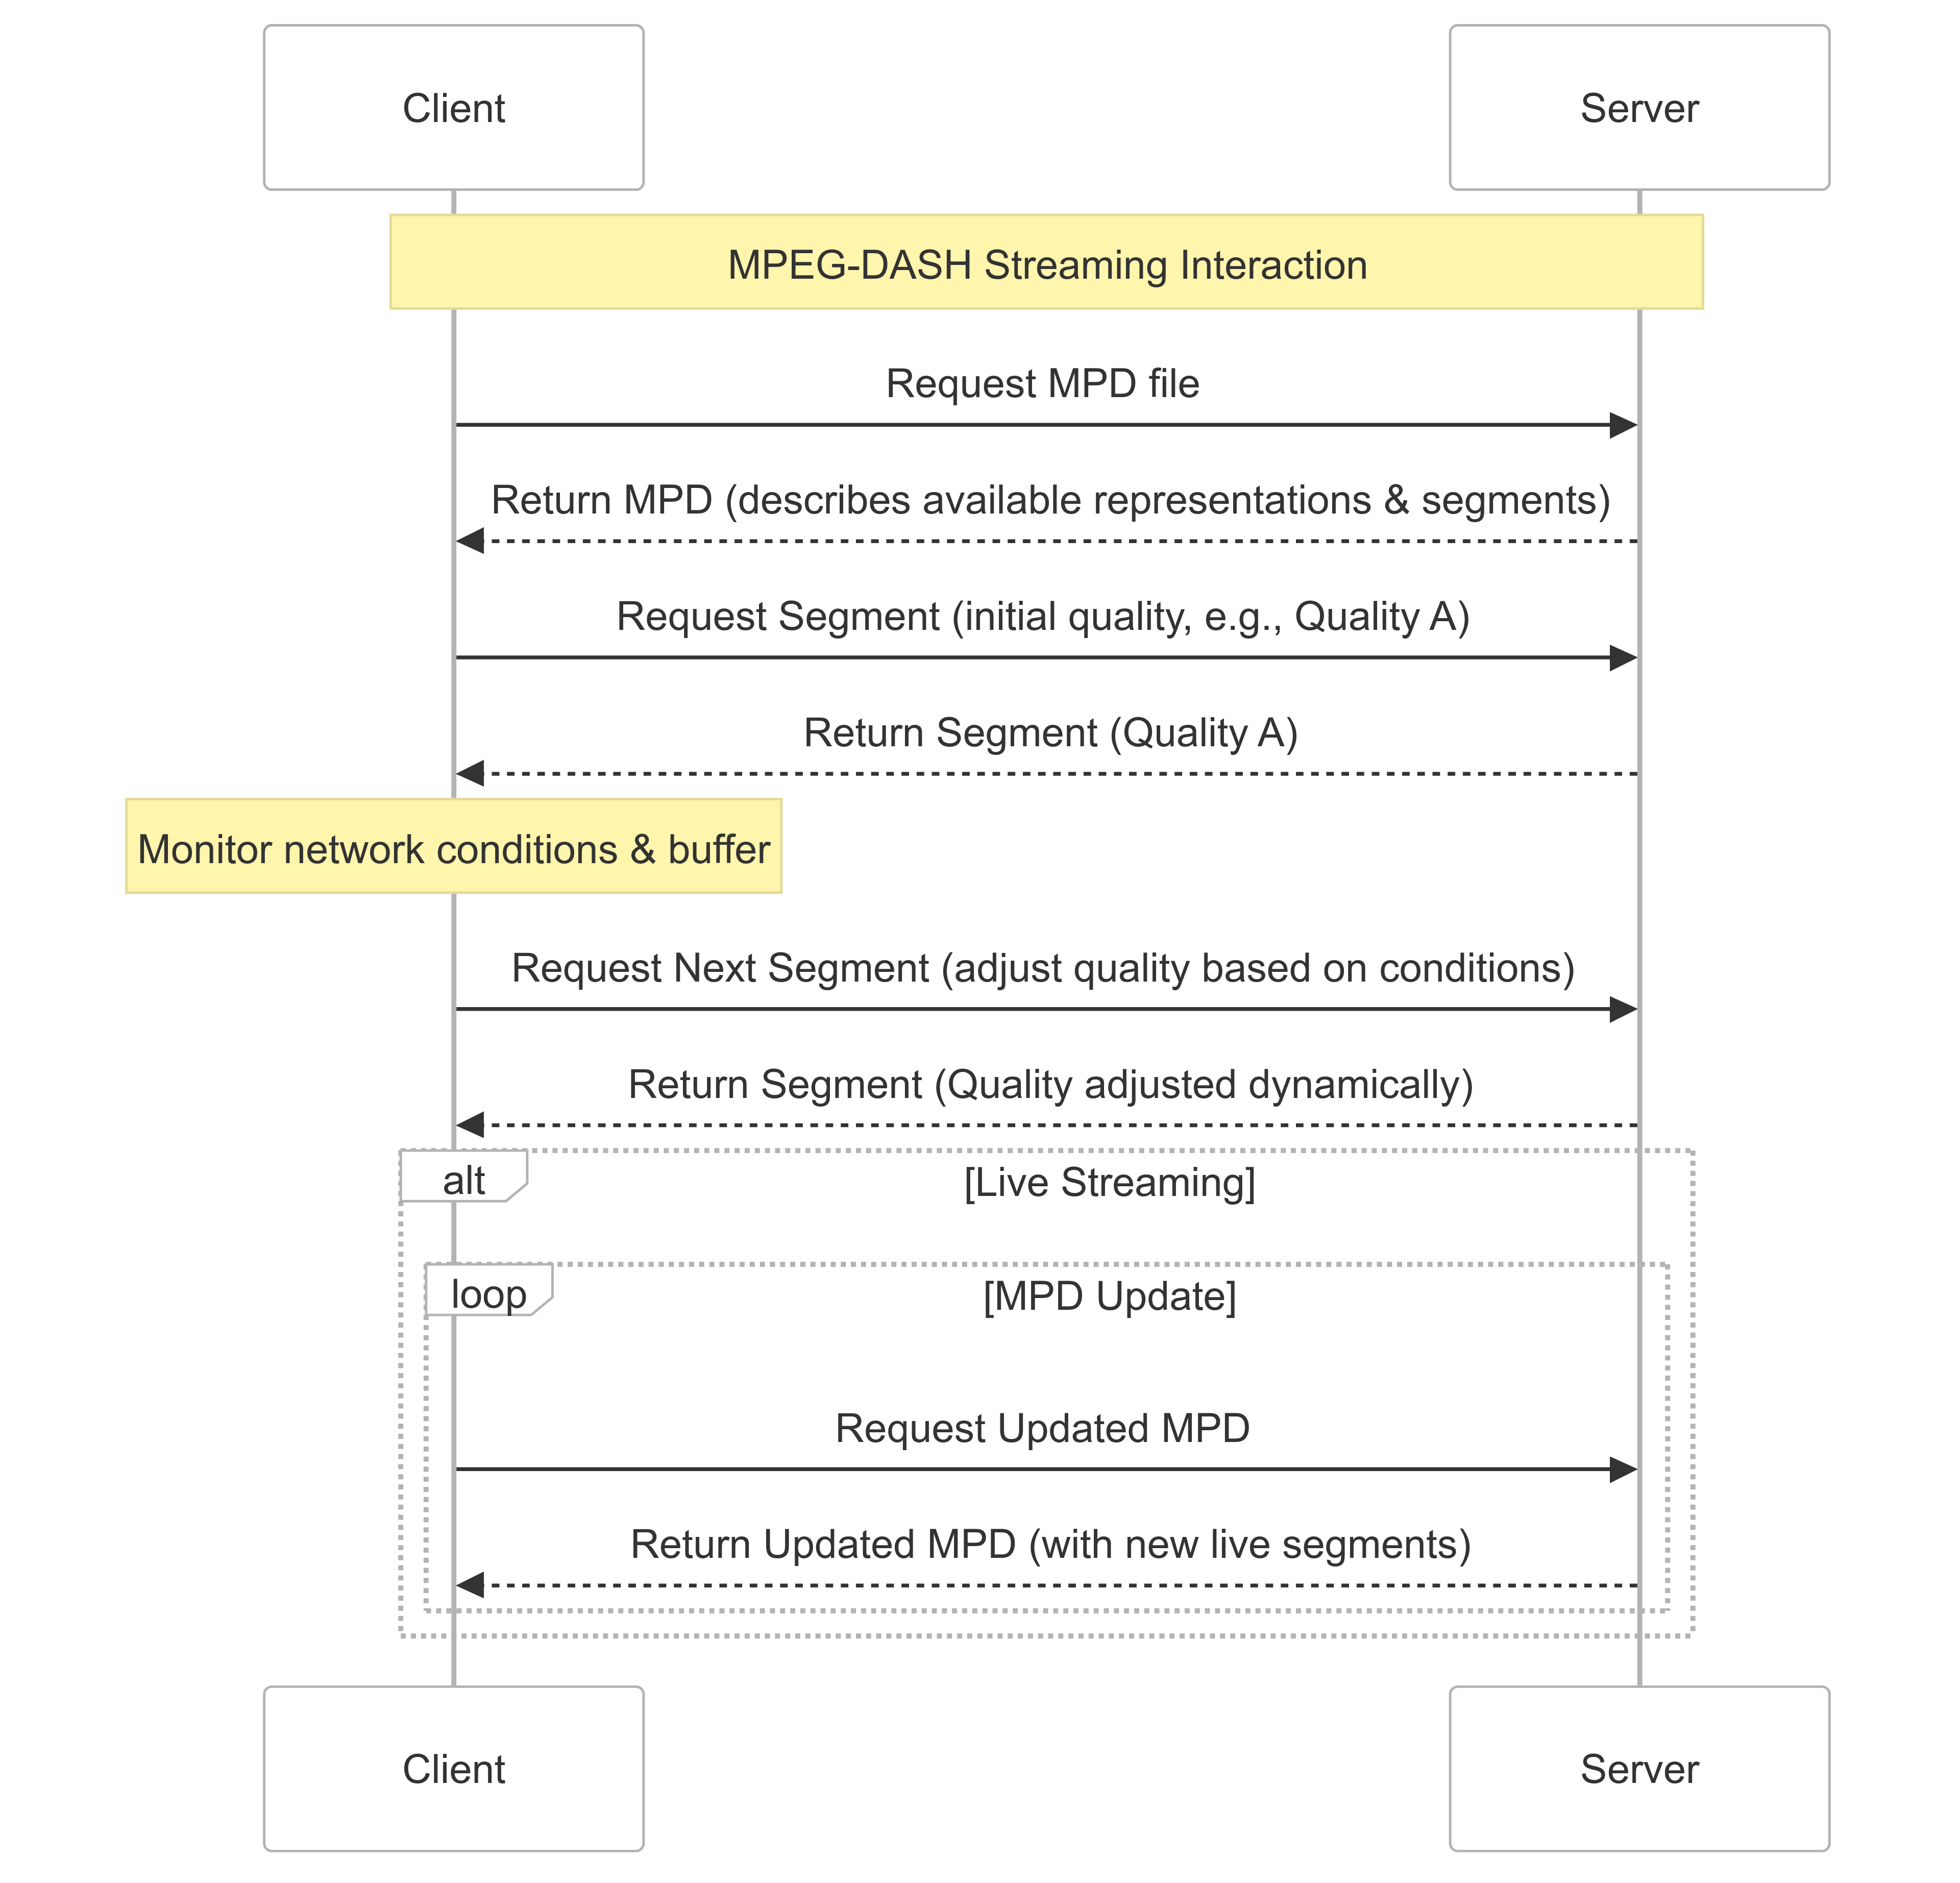 Client
Server
MPEG-DASH Streaming Interaction
Request MPD file
Return MPD (describes available representations & segments)
Request Segment (initial quality, e.g., Quality A)
Return Segment (Quality A)
Monitor network conditions & buffer
Request Next Segment (adjust quality based on conditions)
Return Segment (Quality adjusted dynamically)
alt
[Live Streaming]
loop
[MPD Update]
Request Updated MPD
Return Updated MPD (with new live segments)
Client
Server